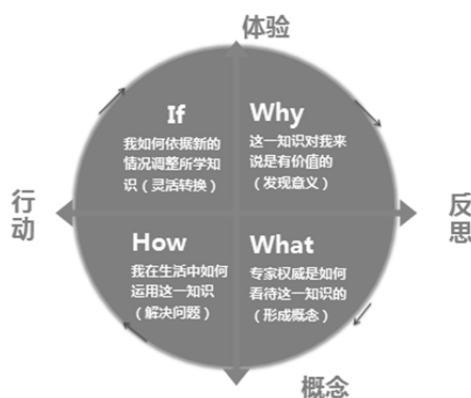 体验
If
我如何依据新的
情况调整所学知
识（灵活转换）
Why
这一知识对我来
说是有价值的
（发现意义）
行动
反思
How
我在生活中如何
运用这一知识
（解决问题）
What
专家权威是如何
看待这一知识的
（形成概念）
概念